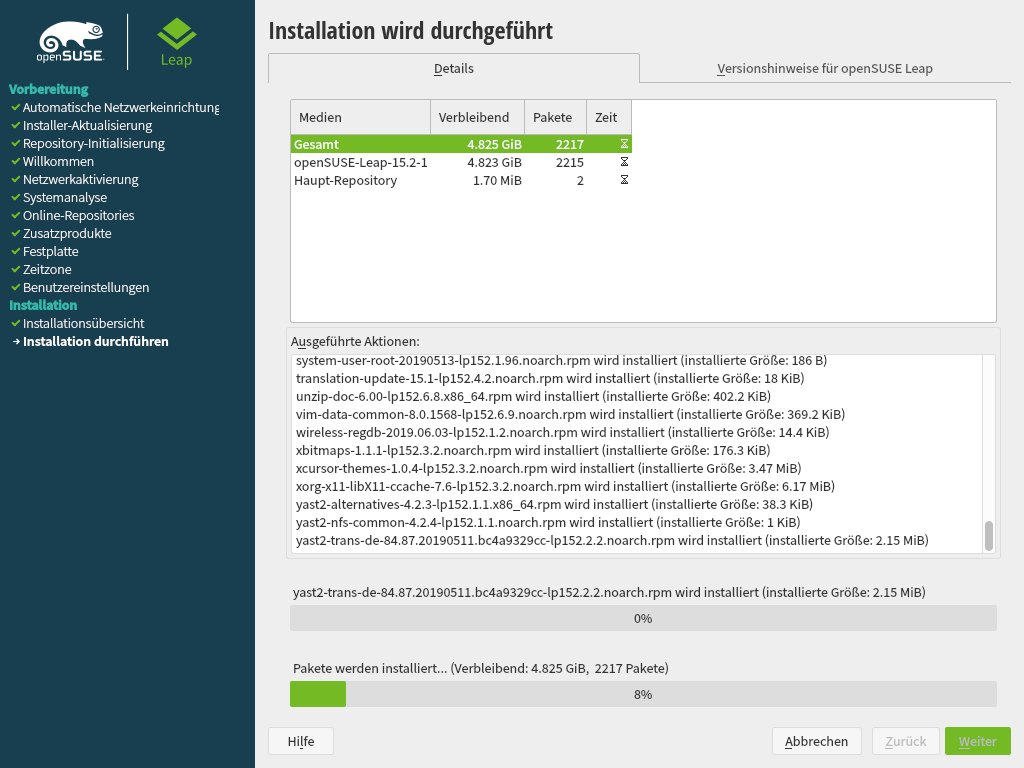 openSUSE
Leap
Vorbereitung
Automatische Netzwerkeinrichtung
Installer-Aktualisierung
Repository-Initialisierung
Willkommen
Netzwerkaktivierung
Systemanalyse
Online-Repositories
Zusatzprodukte
Festplatte
Zeitzone
Benutzereinstellungen
Installation
Installationsübersicht
Installation durchführen
Installation wird durchgeführt
Details Versionshinweise für openSUSE Leap
Medien Verbleibend Pakete Zeit
Gesamt 4.825 GiB 2217
openSUSE-Leap-15.2-1 4.823 GiB 2215
Haupt-Repository 1.70 MiB 2
Ausgeführte Aktionen:
system-user-root-20190513-lp152.1.96.noarch.rpm wird installiert (installierte Größe: 186 B)
translation-update-15.1-lp152.4.2.noarch.rpm wird installiert (installierte Größe: 18 KiB)
unzip-doc-6.00-lp152.6.8.x86_64.rpm wird installiert (installierte Größe: 402.2 KiB)
vim-data-common-8.0.1568-lp152.6.9.noarch.rpm wird installiert (installierte Größe: 369.2 KiB)
wireless-regdb-2019.06.03-lp152.1.2.noarch.rpm wird installiert (installierte Größe: 14.4 KiB)
xbitmaps-1.1.1-lp152.3.2.noarch.rpm wird installiert (installierte Größe: 176.3 KiB)
xcursor-themes-1.0.4-lp152.3.2.noarch.rpm wird installiert (installierte Größe: 3.47 MiB)
xorg-x11-libX11-ccache-7.6-lp152.3.2.noarch.rpm wird installiert (installierte Größe: 6.17 MiB)
yast2-alternatives-4.2.3-lp152.1.1.x86_64.rpm wird installiert (installierte Größe: 38.3 KiB)
yast2-nfs-common-4.2.4-lp152.1.1.noarch.rpm wird installiert (installierte Größe: 1 KiB)
yast2-trans-de-84.87.20190511.bc4a9329cc-lp152.2.2.noarch.rpm wird installiert (installierte Größe: 2.15 MiB)
yast2-trans-de-84.87.20190511.bc4a9329cc-lp152.2.2.noarch.rpm wird installiert (installierte Größe: 2.15 MiB)
0%
Pakete werden installiert... (Verbleibend: 4.825 GiB, 2217 Pakete)
8%
Hilfe Abbrechen Zurück Weiter